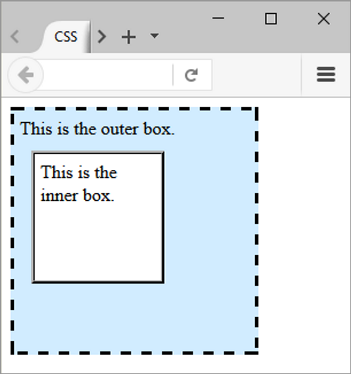 CSS
This is the outer box.
This is the
inner box.